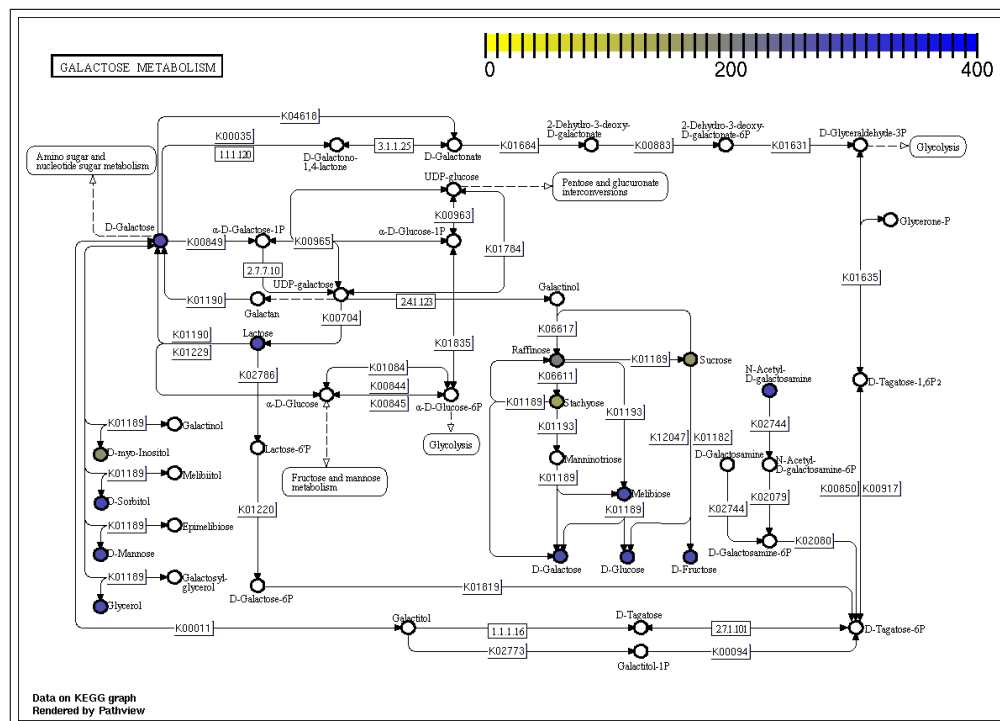 GALACTOSE METABOLISM
0
200
400
K04618
K00035
1.1.1.120
D-Galactono-
1,4-lactone
3.1.1.25
D-Galactonate
K01684
2-Dehydro-3-deoxy-
D-galactonate
K00883
2-Dehydro-3-deoxy-
D-galactonate-6P
K01631
D-Glyceraldehyde-3P
Glycolysis
Amino sugar and
nucleotide sugar metabolism
UDP-glucose
Pentose and glucuronate
interconversions
D-Galactose
K00849
α-D-Galactose-1P
K00965
α-D-Glucose-1P
K00963
K01784
Glycerone-P
2.7.7.10
UDP-galactose
K01190
Galactan
2.4.1.123
Galactinol
K01635
K00704
K01190
K01229
Lactose
K01835
K06617
K02786
K01084
K00844
K00845
α-D-Glucose
α-D-Glucose-6P
Raffinose
K01189
Sucrose
K06611
K01189
Stachyose
K01193
K01193
N-Acetyl-
D-galactosamine
D-Tagatose-1,6P2
K02744
K01189
Galactinol
D-myo-Inositol
Lactose-6'P
Glycolysis
Fructose and mannose
metabolism
K12047
K01182
Manninotriose
K01189
D-Galactosamine
N-Acetyl-
D-galactosamine-6P
K01189
Melibiitol
D-Sorbitol
K01220
Melibiose
K01189
K02744
K02079
K00850
K00917
K01189
Epimelibiose
D-Mannose
D-Galactose
D-Glucose
D-Fructose
D-Galactosamine-6P
K02080
K01189
Galactosyl-
glycerol
Glycerol
D-Galactose-6P
K01819
K00011
Galactitol
1.1.1.16
D-Tagatose
2.7.1.101
D-Tagatose-6P
K02773
Galactitol-1P
K00094
Data on KEGG graph
Rendered by Pathview